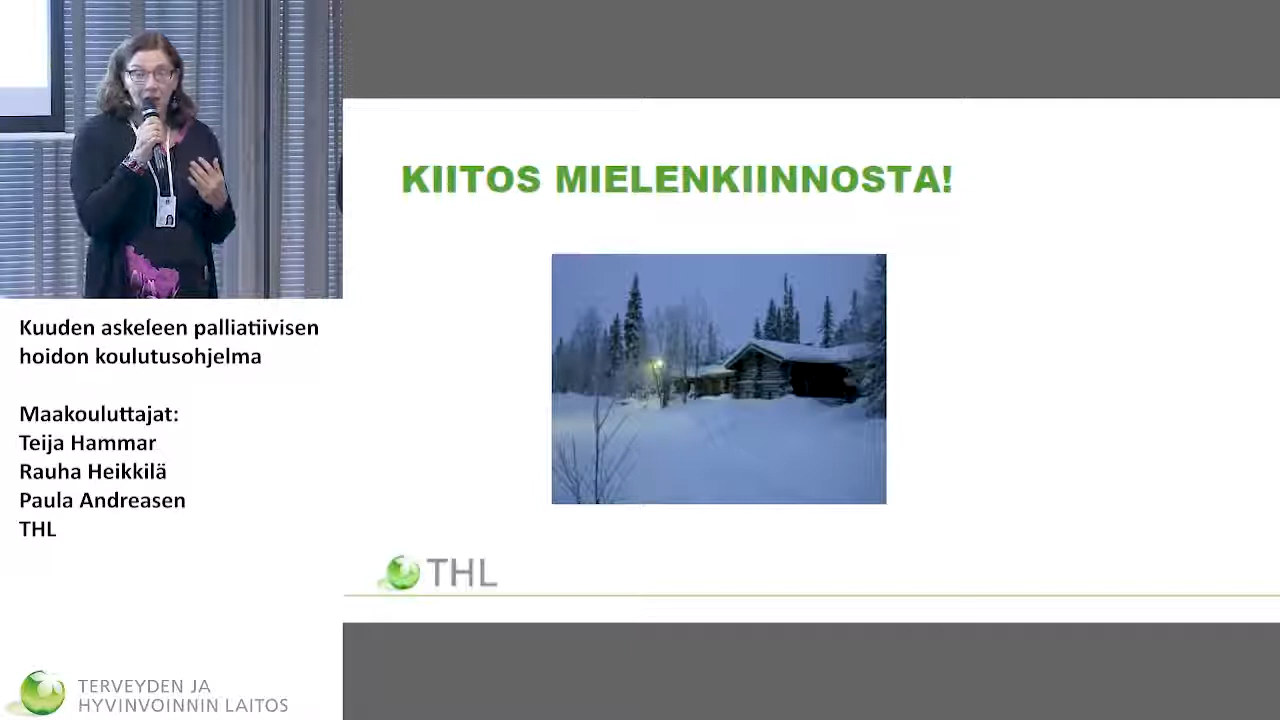 KIITOS MIELENKIINNOSTA!
Kuuden askeleen palliatiivisen
hoidon koulutusohjelma
Maakouluttajat:
Teija Hammar
Rauha Heikkilä
Paula Andreasen
THL
THL
TERVEYDEN JA
HYVINVOINNIN LAITOS